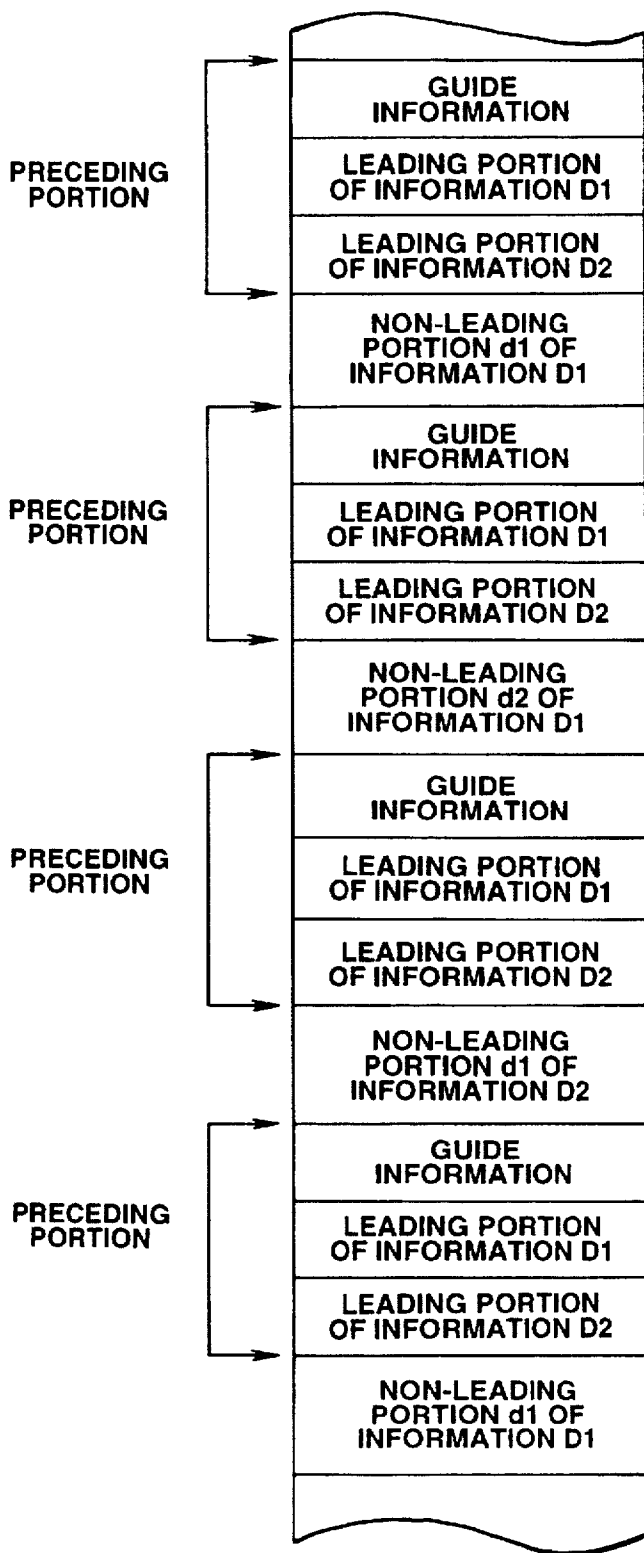 GUIDE
INFORMATION
PRECEDING
PORTION
LEADING PORTION
OF INFORMATION D1
LEADING PORTION
OF INFORMATION D2
NON-LEADING
PORTION d1 OF
INFORMATION D1
GUIDE
INFORMATION
PRECEDING
PORTION
LEADING PORTION
OF INFORMATION D1
LEADING PORTION
OF INFORMATION D2
NON-LEADING
PORTION d2 OF
INFORMATION D1
GUIDE
INFORMATION
PRECEDING
PORTION
LEADING PORTION
OF INFORMATION D1
LEADING PORTION
OF INFORMATION D2
NON-LEADING
PORTION d1 OF
INFORMATION D2
GUIDE
INFORMATION
PRECEDING
PORTION
LEADING PORTION
OF INFORMATION D1
LEADING PORTION
OF INFORMATION D2
NON-LEADING
PORTION d1 OF
INFORMATION D1